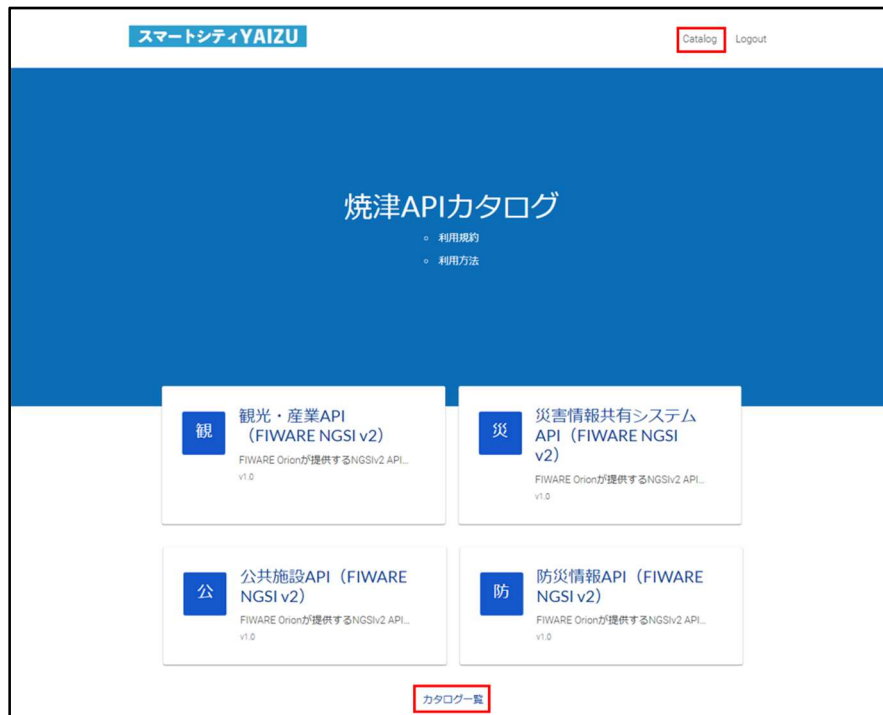 スマートシティYAIZU
Catalog Logout
焼津APIカタログ
利用規約
利用方法
観
観光・産業API
（FIWARE NGSI v2）
FIWARE Orionが提供するNGSIv2 API...
v1.0
災
災害情報共有システム
API（FIWARE NGSI
v2）
FIWARE Orionが提供するNGSIv2 API...
v1.0
公
公共施設API（FIWARE
NGSI v2）
FIWARE Orionが提供するNGSIv2 API...
v1.0
防
防災情報API（FIWARE
NGSI v2）
FIWARE Orionが提供するNGSIv2 API...
v1.0
カタログ一覧